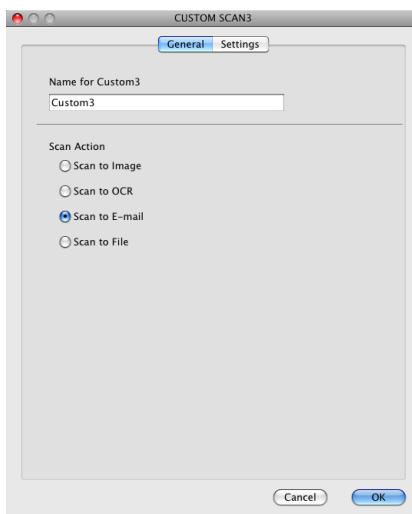 CUSTOM SCAN3
General Settings
Name for Custom3
Custom3
Scan Action
Scan to Image
Scan to OCR
Scan to E-mail
Scan to File
Cancel OK